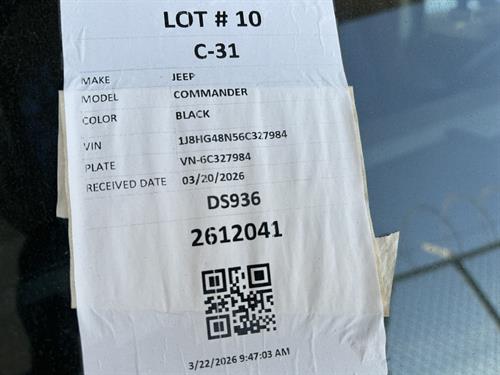 LOT # 10
C-31
MAKE JEEP
MODEL COMMANDER
COLOR BLACK
VIN 1J8HG48N56C327984
PLATE VN-6C327984
RECEIVED DATE 03/20/2026
DS936
2612041
3/22/2026 9:47:03 AM